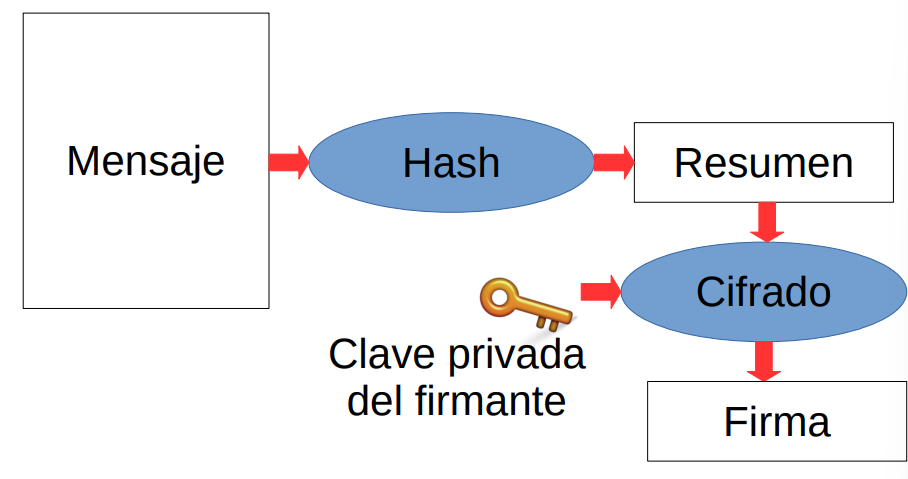 Mensaje
Hash
Resumen
Cifrado
Clave privada
del firmante
Firma